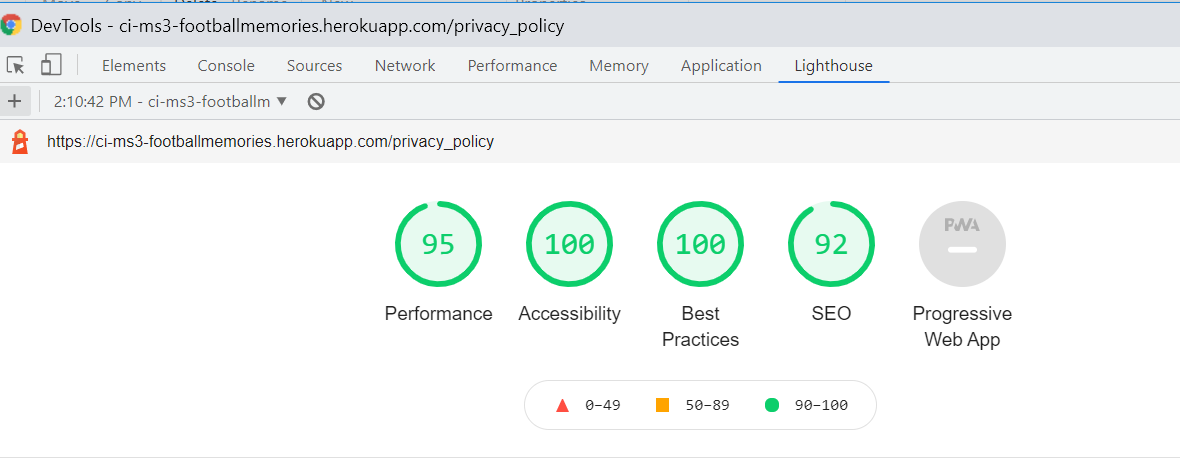 DevTools - ci-ms3-footballmemories.herokuapp.com/privacy_policy
Elements Console Sources Network Performance Memory Application Lighthouse
2:10:42 PM - ci-ms3-footballm
https://ci-ms3-footballmemories.herokuapp.com/privacy_policy
95 100 100 92 PWA
Performance Accessibility Best Practices SEO Progressive Web App
0–49 50–89 90–100